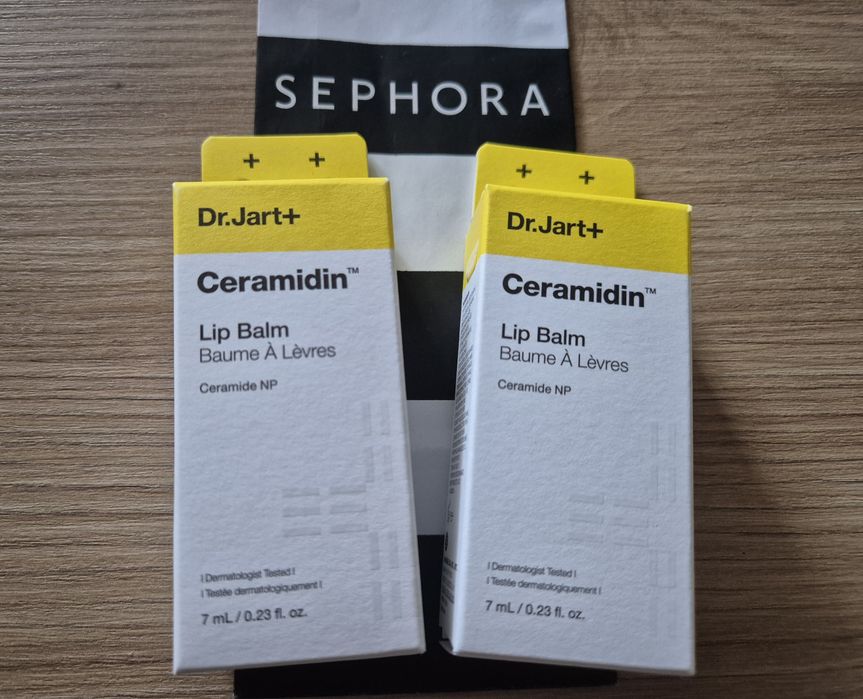 SEPHORA
Dr.Jart+
Ceramidin™
Lip Balm
Baume À Lèvres
Ceramide NP
| Dermatologist Tested |
| Testée dermatologiquement |
7 mL / 0.23 fl. oz.
Dr.Jart+
Ceramidin™
Lip Balm
Baume À Lèvres
Ceramide NP
| Dermatologist Tested |
| Testée dermatologiquement |
7 mL / 0.23 fl. oz.